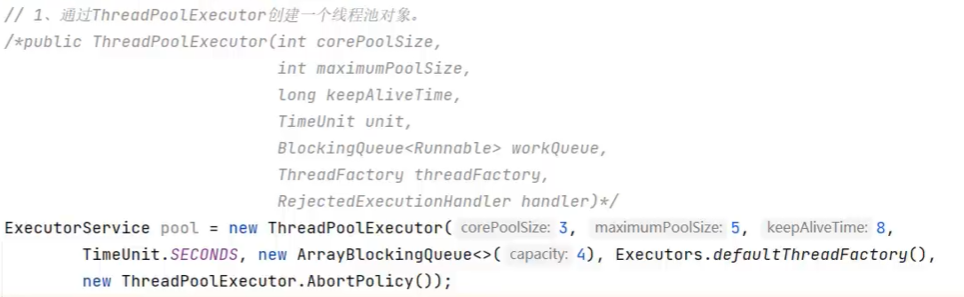 // 1、通过ThreadPoolExecutor创建一个线程池对象。
/*public ThreadPoolExecutor(int corePoolSize,
int maximumPoolSize,
long keepAliveTime,
TimeUnit unit,
BlockingQueue<Runnable> workQueue,
ThreadFactory threadFactory,
RejectedExecutionHandler handler)*/
ExecutorService pool = new ThreadPoolExecutor( corePoolSize: 3, maximumPoolSize: 5, keepAliveTime: 8,
TimeUnit.SECONDS, new ArrayBlockingQueue<>( capacity: 4), Executors.defaultThreadFactory(),
new ThreadPoolExecutor.AbortPolicy());